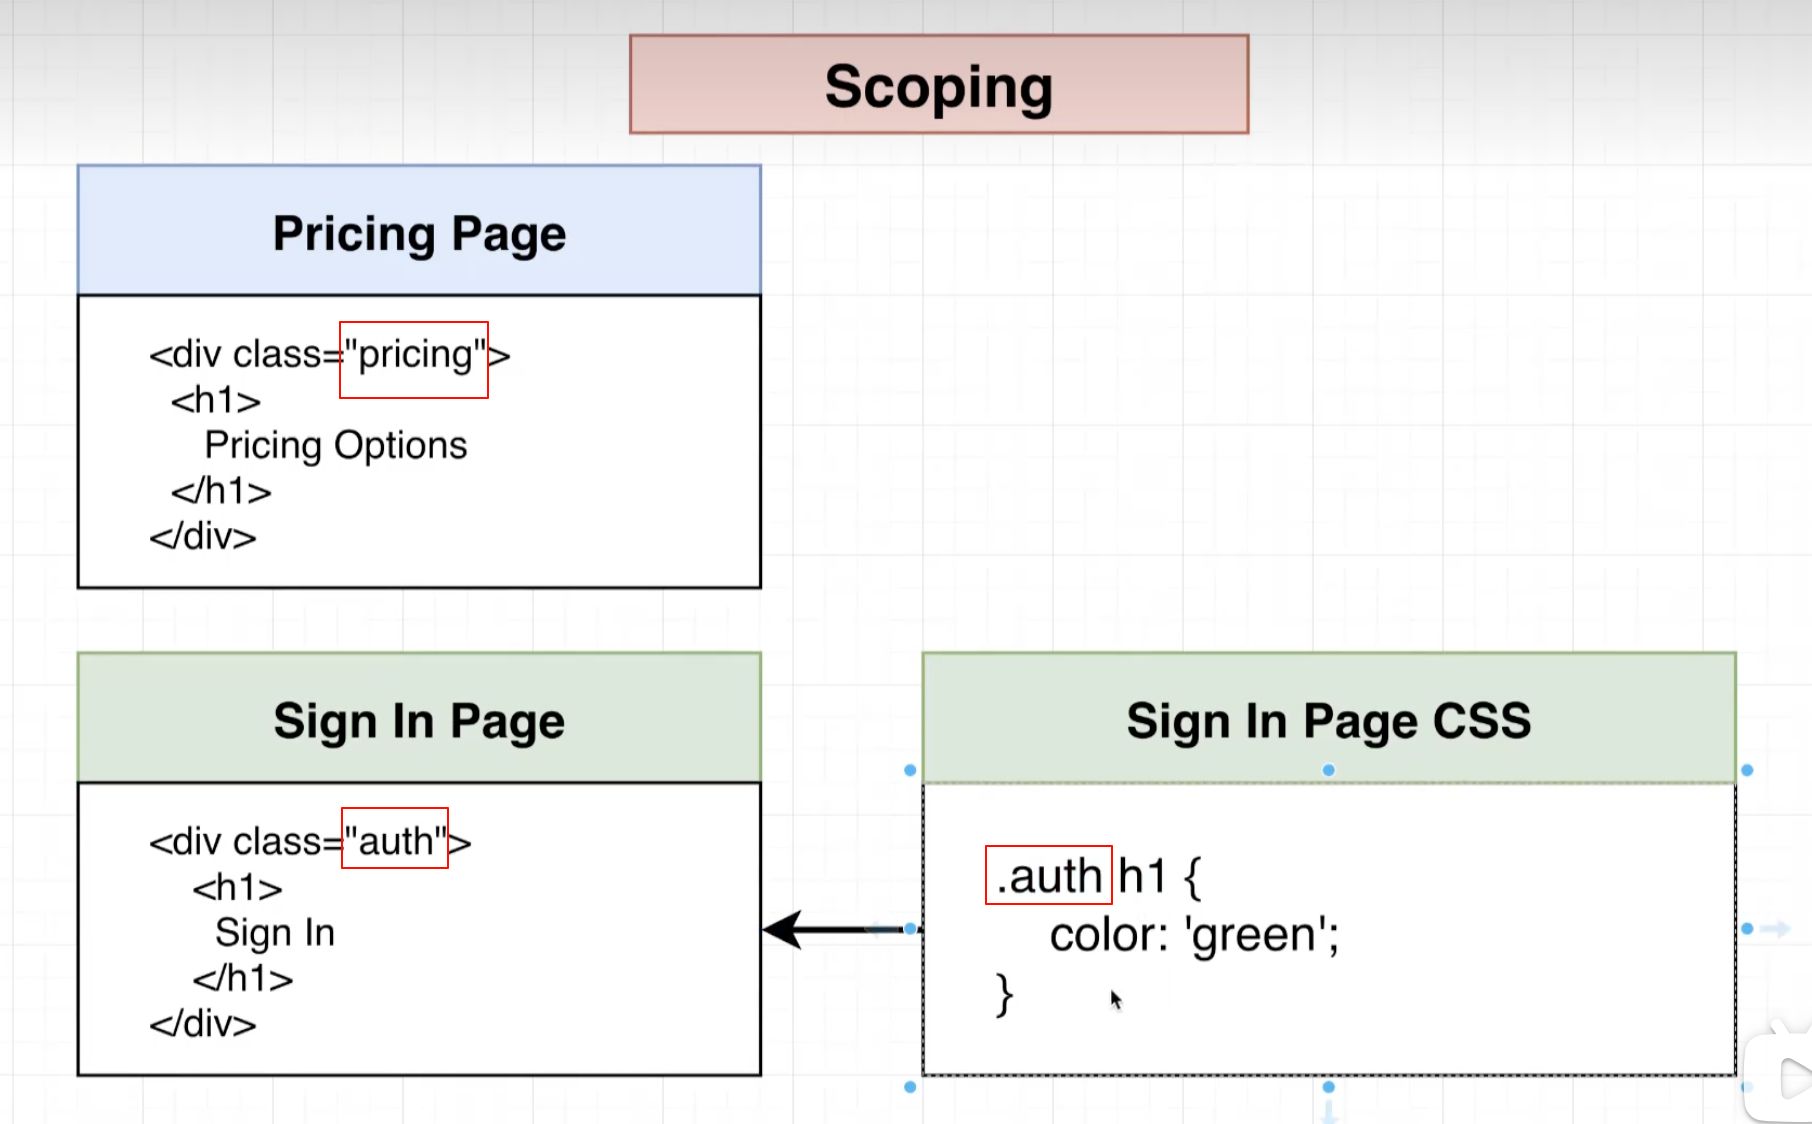 Scoping
Pricing Page
<div class="pricing">
<h1>
Pricing Options
</h1>
</div>
Sign In Page
<div class="auth">
<h1>
Sign In
</h1>
</div>
Sign In Page CSS
.auth h1 {
color: 'green';
}